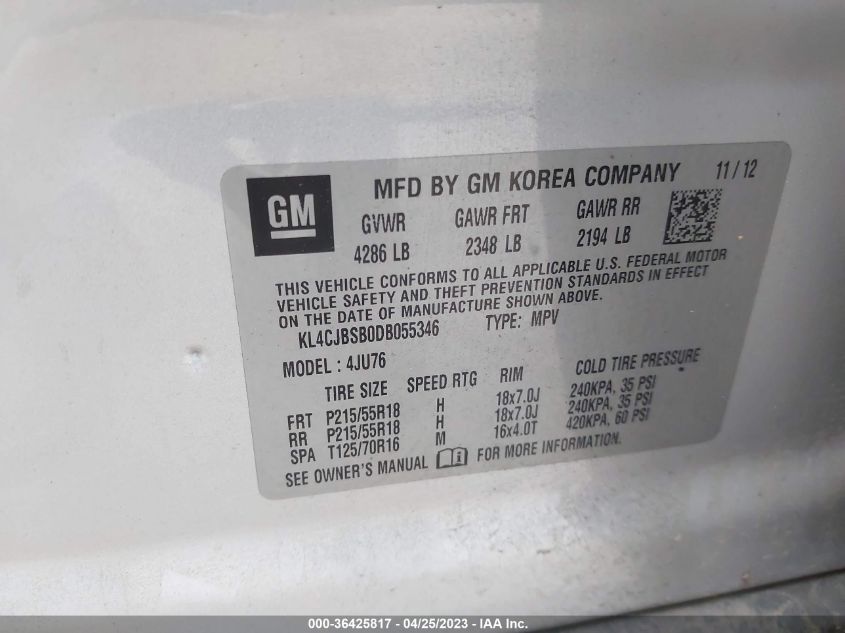 GM
MFD BY GM KOREA COMPANY 11/12
GVWR GAWR FRT GAWR RR
4286 LB 2348 LB 2194 LB
THIS VEHICLE CONFORMS TO ALL APPLICABLE U.S. FEDERAL MOTOR
VEHICLE SAFETY AND THEFT PREVENTION STANDARDS IN EFFECT
ON THE DATE OF MANUFACTURE SHOWN ABOVE.
KL4CJBSB0DB055346 TYPE: MPV
MODEL: 4JU76
TIRE SIZE SPEED RTG RIM COLD TIRE PRESSURE
FRT P215/55R18 H 18x7.0J 240KPA, 35 PSI
RR P215/55R18 H 18x7.0J 240KPA, 35 PSI
SPA T125/70R16 M 16x4.0T 420KPA, 60 PSI
SEE OWNER'S MANUAL FOR MORE INFORMATION.
000-36425817 - 04/25/2023 - IAA Inc.